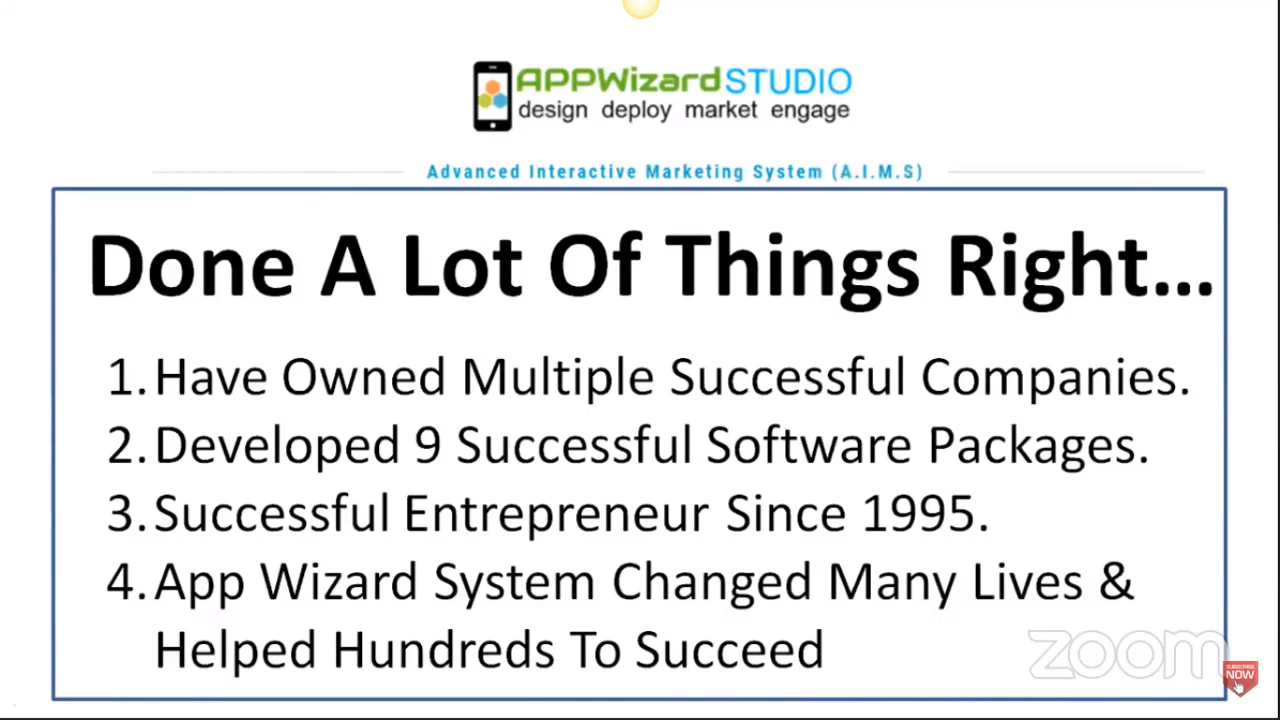 APPWizardSTUDIO
design deploy market engage
Advanced Interactive Marketing System (A.I.M.S)
Done A Lot Of Things Right...
1. Have Owned Multiple Successful Companies.
2. Developed 9 Successful Software Packages.
3. Successful Entrepreneur Since 1995.
4. App Wizard System Changed Many Lives &
Helped Hundreds To Succeed
zoom
SUBSCRIBE
NOW